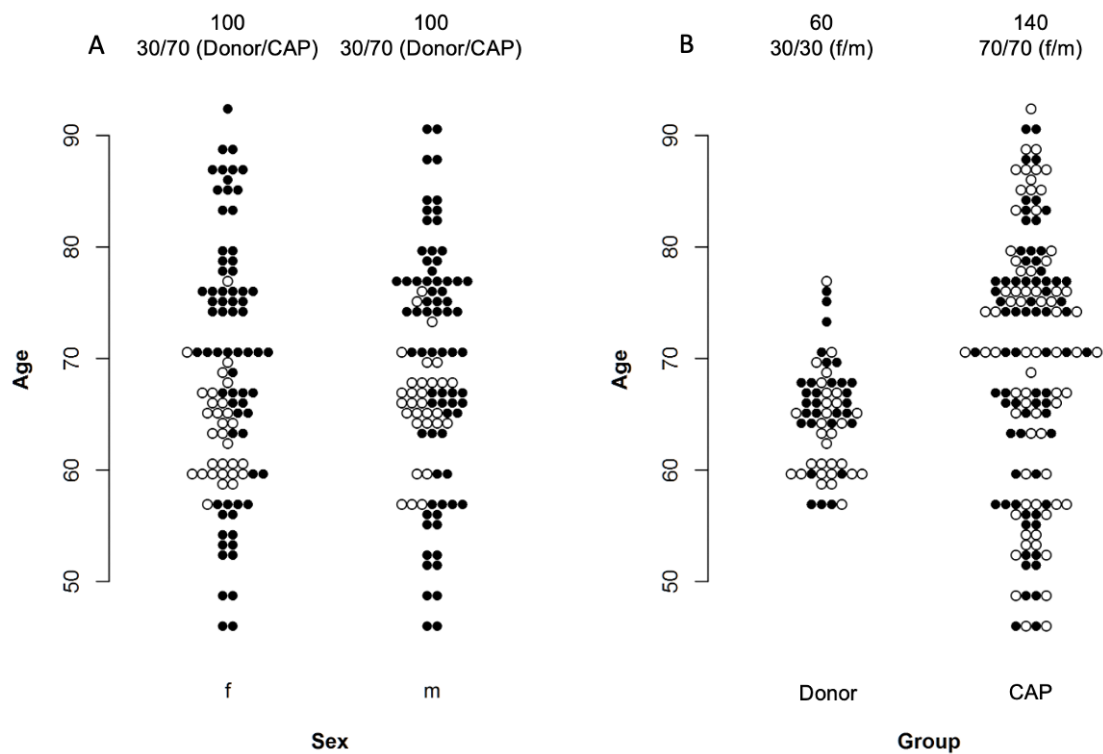 A
100
30/70 (Donor/CAP)
100
30/70 (Donor/CAP)
Age
90
80
70
60
50
f
m
Sex
B
60
30/30 (f/m)
140
70/70 (f/m)
Age
90
80
70
60
50
Donor
CAP
Group